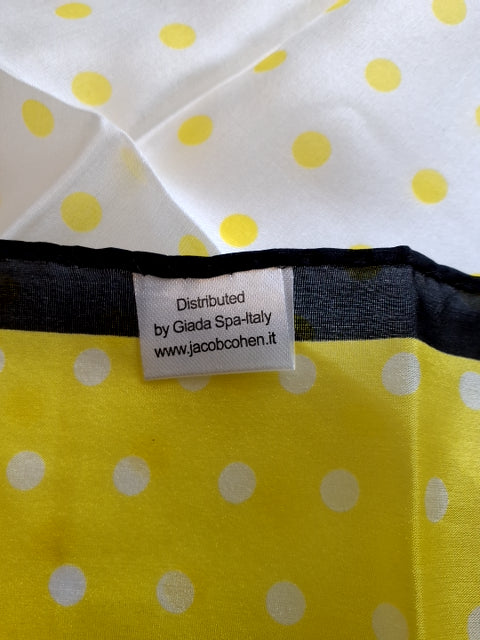 Distributed
by Giada Spa-Italy
www.jacobcohen.it